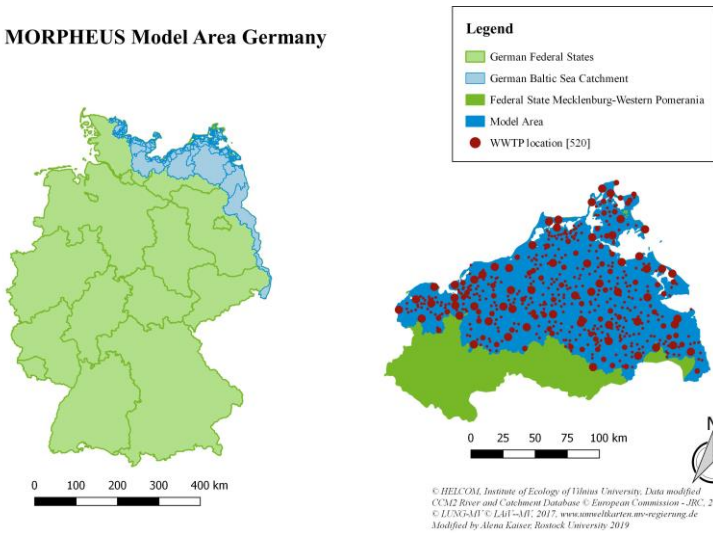 MORPHEUS Model Area Germany
Legend
German Federal States
German Baltic Sea Catchment
Federal State Mecklenburg-Western Pomerania
Model Area
WWTP location [520]
0 100 200 300 400 km
0 25 50 75 100 km
N
© HELCOM, Institute of Ecology of Vilnius University, Data modified
CCM2 River and Catchment Database © European Commission - JRC, 2
© LUNG-MV © LAiV-MV, 2017, www.umweltkarten.mv-regierung.de
Modified by Alena Kaiser, Rostock University 2019